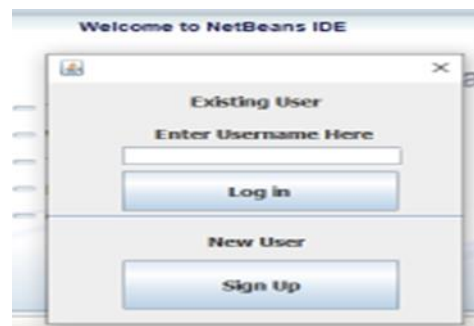 Welcome to NetBeans IDE
Existing User
Enter Username Here
Log in
New User
Sign Up